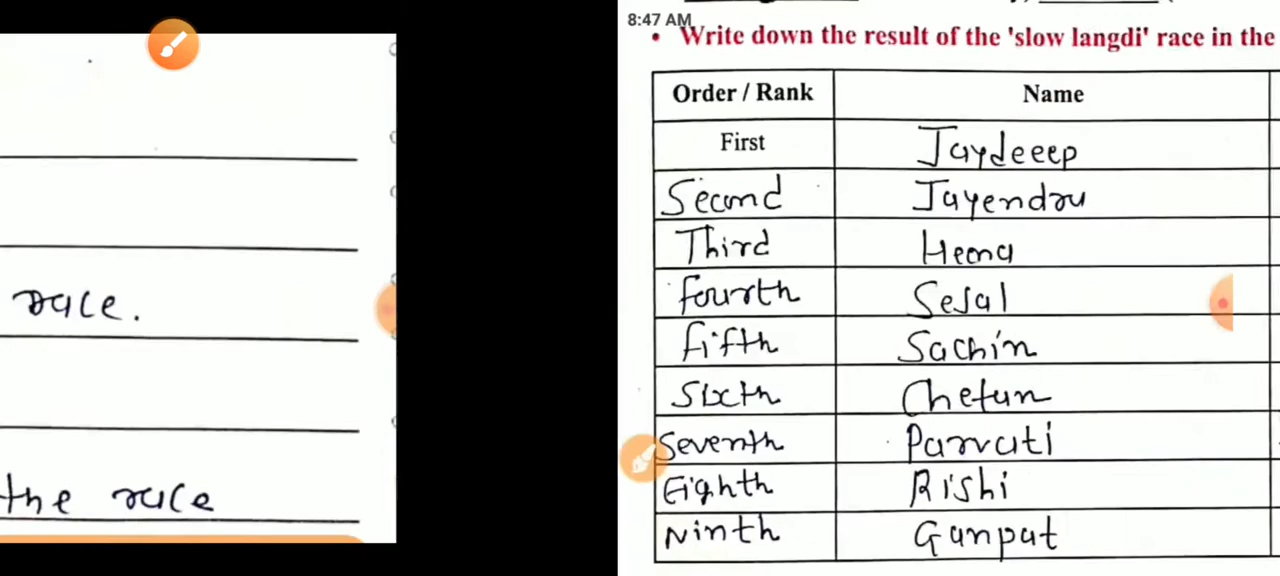 race.
the race
8:47 AM
• Write down the result of the 'slow langdi' race in the
Order / Rank Name
First Jaydeeep
Second Jayendra
Third Hema
fourth Sejal
fifth Sachin
Sixth Chetan
Seventh Parvati
Eighth Rishi
Ninth Ganpat